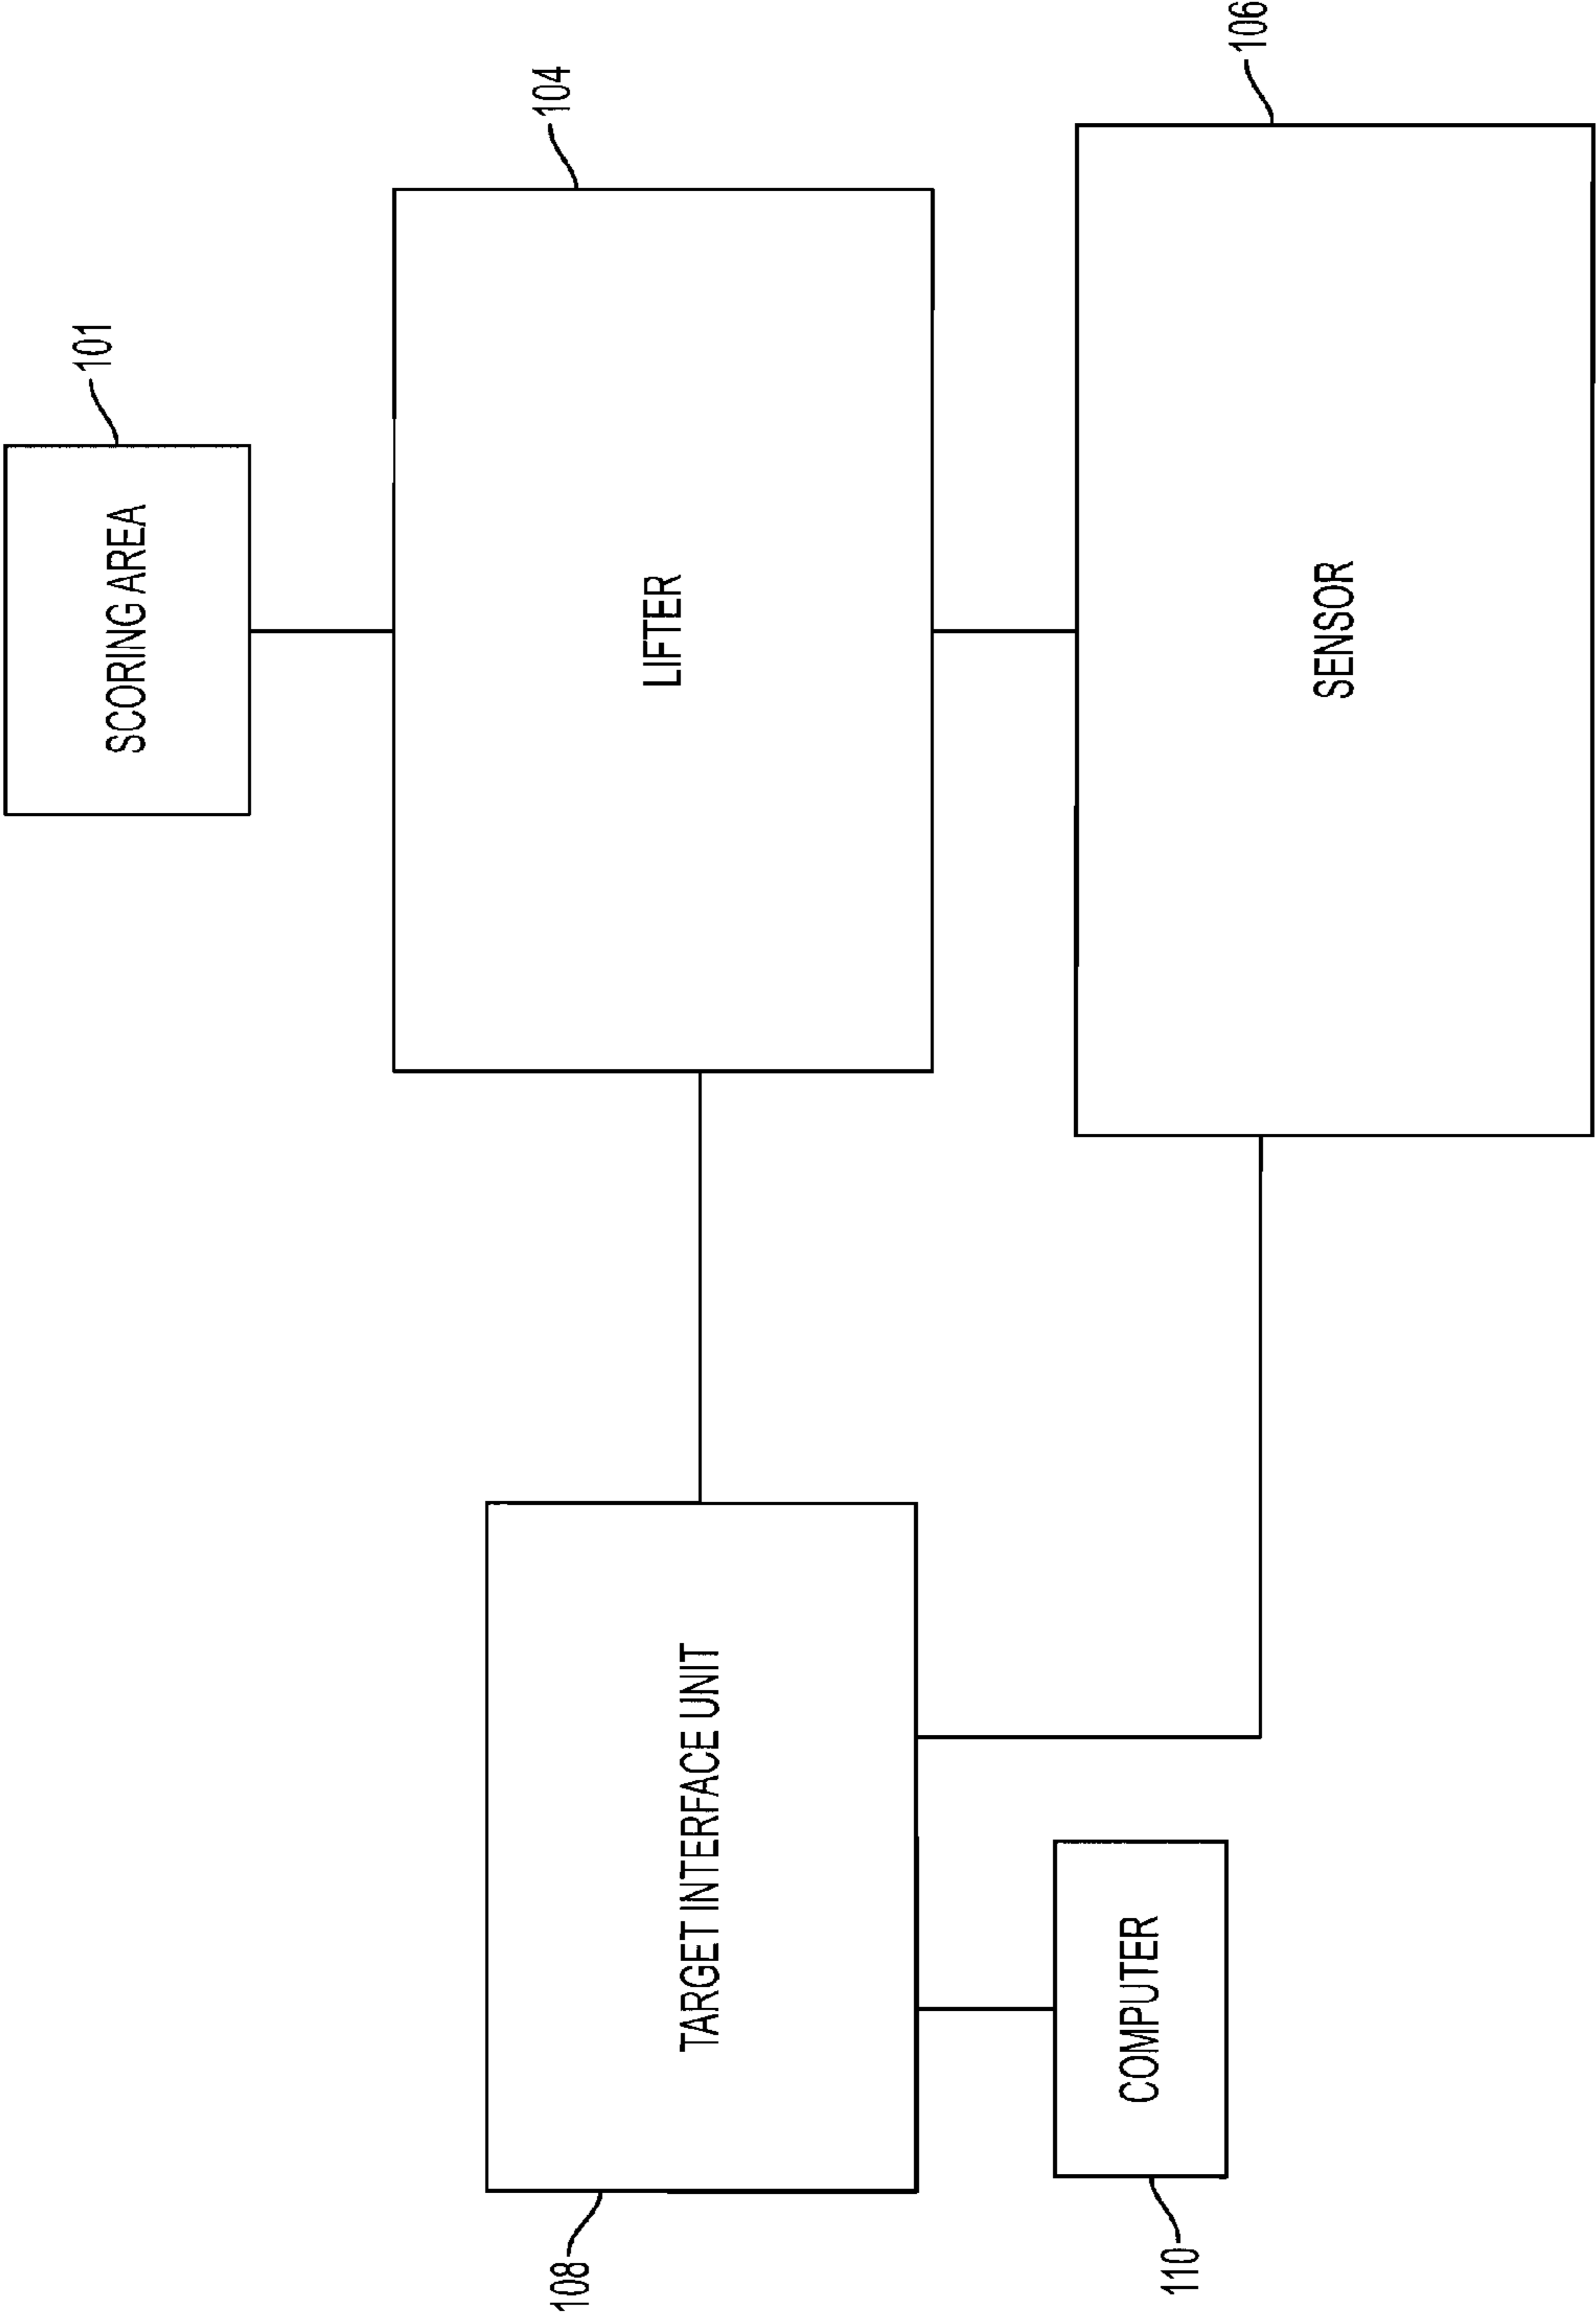 101
SCORING AREA
104
LIFTER
106
SENSOR
TARGET INTERFACE UNIT
108
COMPUTER
110